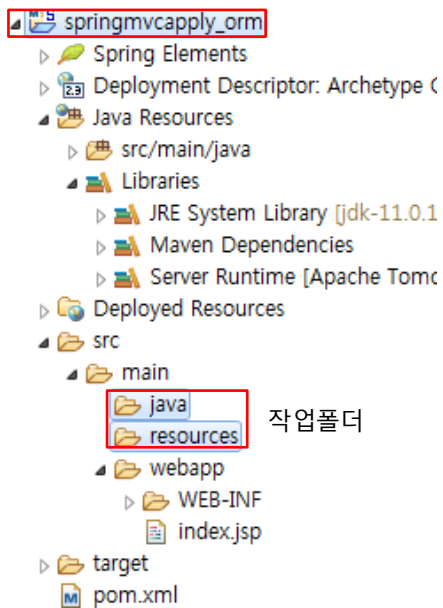 springmvcapply_orm
Spring Elements
Deployment Descriptor: Archetype
Java Resources
src/main/java
Libraries
JRE System Library [jdk-11.0.1
Maven Dependencies
Server Runtime [Apache
Deployed Resources
src
main
java
resources
작업폴더
webapp
WEB-INF
index.jsp
target
pom.xml